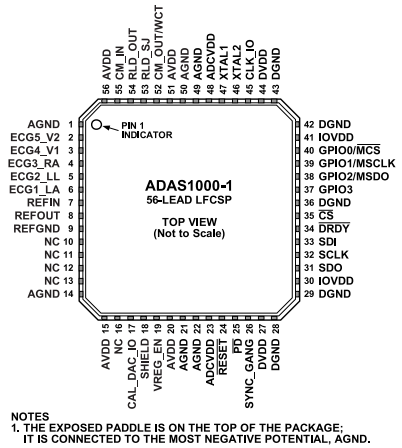 56 AVDD
55 CM_IN
54 RLD_OUT
53 RLD_SJ
52 CM_OUT/WCT
51 AVDD
50 AGND
49 AGND
48 ADCVDD
47 XTAL1
46 XTAL2
45 CLK_IO
44 DVDD
43 DGND
AGND 1
ECG5_V2 2
ECG4_V1 3
ECG3_RA 4
ECG2_LL 5
ECG1_LA 6
REFIN 7
REFOUT 8
REFGND 9
NC 10
NC 11
NC 12
NC 13
AGND 14
PIN 1
INDICATOR
ADAS1000-1
56-LEAD LFCSP
TOP VIEW
(Not to Scale)
42 DGND
41 IOVDD
40 GPIO0/MCS
39 GPIO1/MSCLK
38 GPIO2/MSDO
37 GPIO3
36 DGND
35 CS
34 DRDY
33 SDI
32 SCLK
31 SDO
30 IOVDD
29 DGND
AVDD 15
NC 16
CAL_DAC_IO 17
SHIELD 18
VREG_EN 19
AVDD 20
AGND 21
AGND 22
ADCVDD 23
RESET 24
PD 25
SYNC_GANG 26
DVDD 27
DGND 28
NOTES
1. THE EXPOSED PADDLE IS ON THE TOP OF THE PACKAGE;
IT IS CONNECTED TO THE MOST NEGATIVE POTENTIAL, AGND.